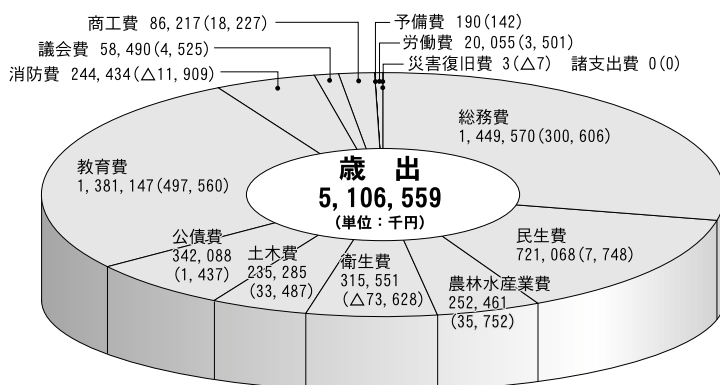 商工費 86,217(18,227)
議会費 58,490(4,525)
消防費 244,434(△11,909)
予備費 190(142)
労働費 20,055(3,501)
災害復旧費 3(△7) 諸支出費 0(0)
総務費
1,449,570(300,606)
教育費
1,381,147(497,560)
歳 出
5,106,559
(単位：千円)
民生費
721,068(7,748)
公債費
342,088
(1,437)
土木費
235,285
(33,487)
衛生費
315,551
(△73,628)
農林水産業費
252,461
(35,752)